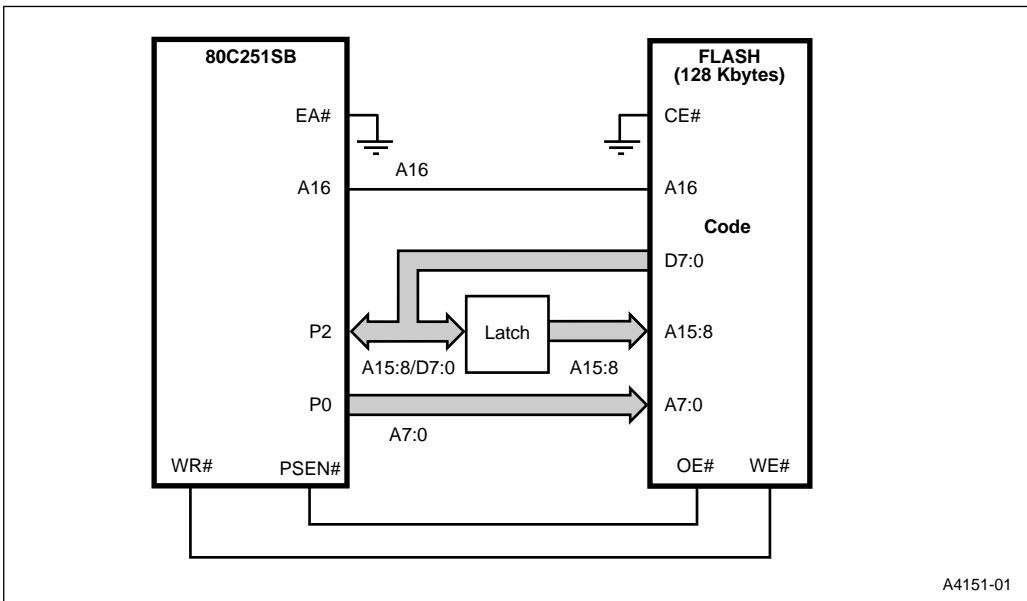 80C251SB
FLASH
(128 Kbytes)
EA#
CE#
A16
A16
A16
Code
D7:0
P2
Latch
A15:8
A15:8/D7:0
A15:8
P0
A7:0
A7:0
WR#
PSEN#
OE#
WE#
A4151-01